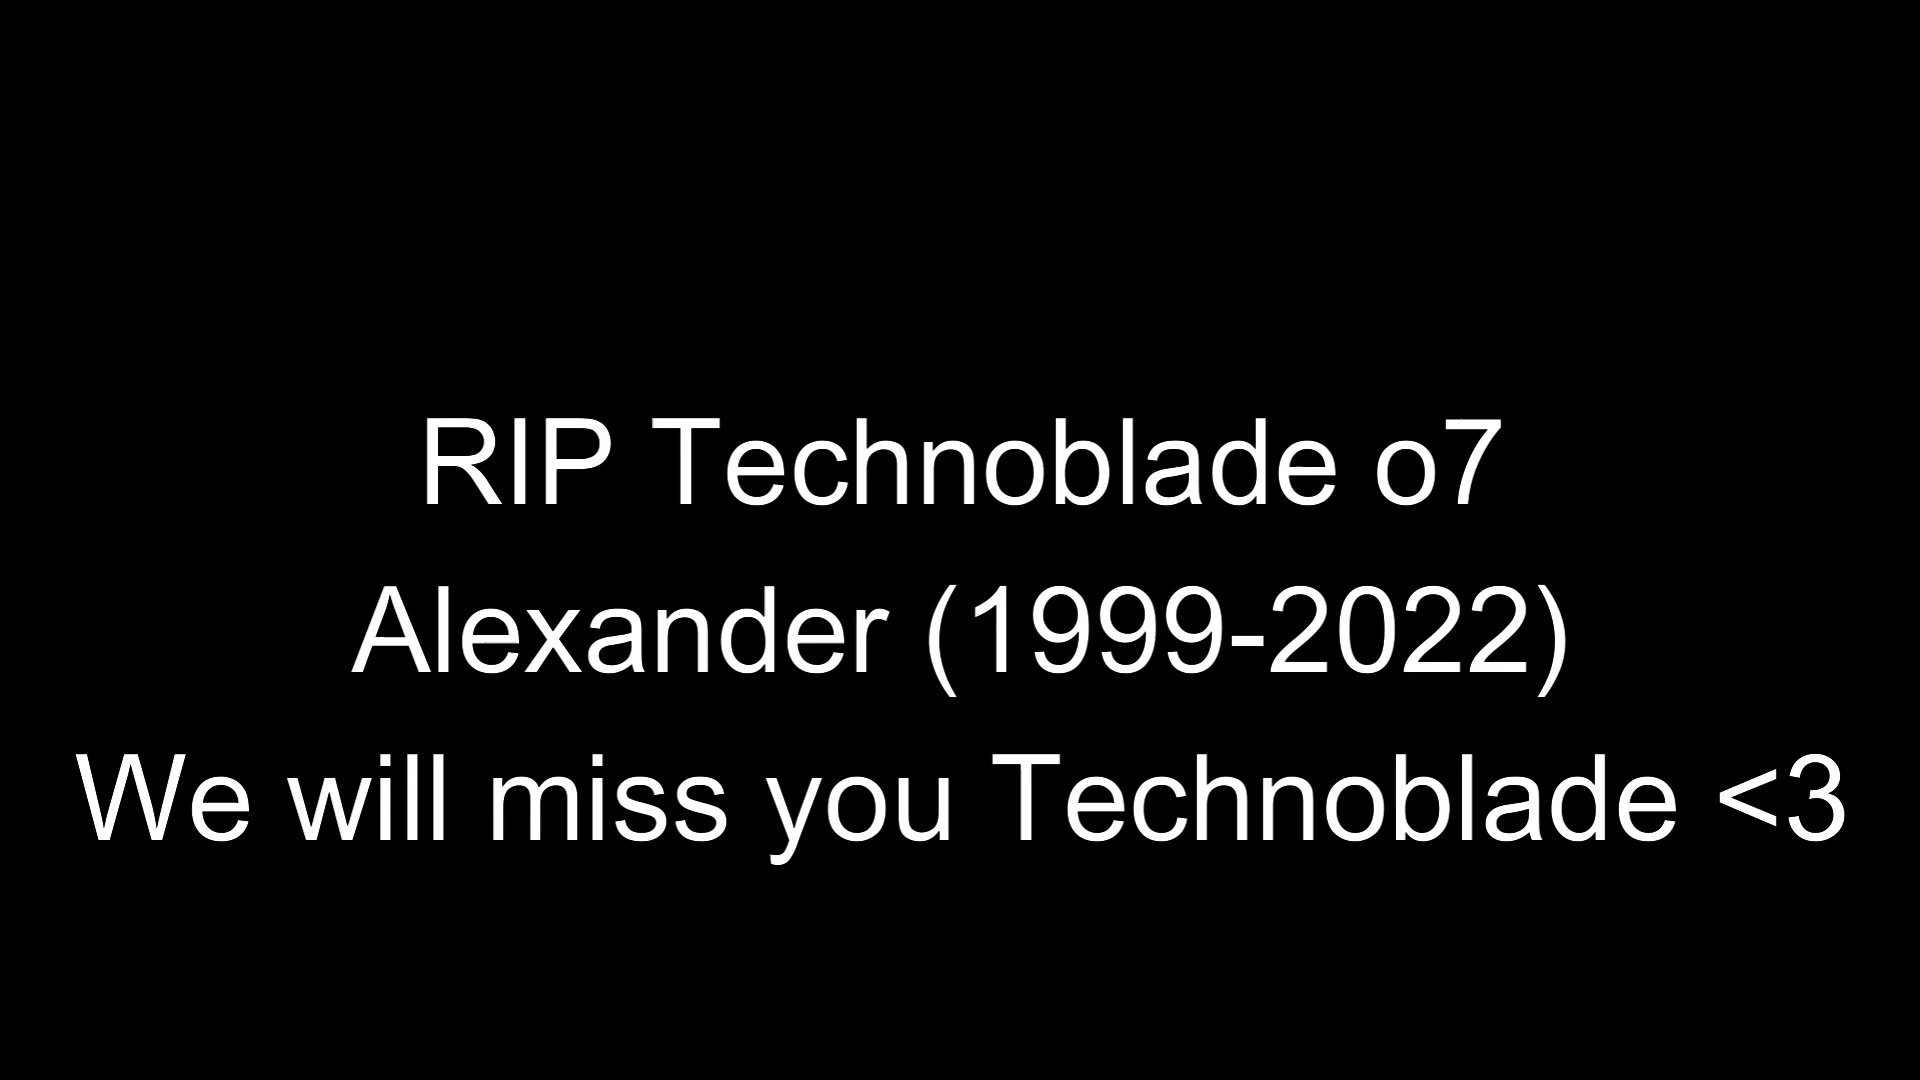 RIP Technoblade o7
Alexander (1999-2022)
We will miss you Technoblade <3